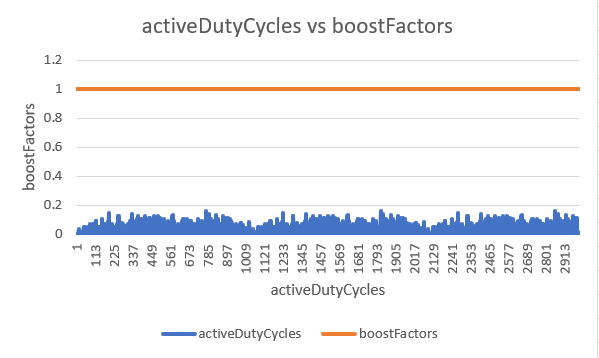 activeDutyCycles vs boostFactors
1.2
1
0.8
0.6
0.4
0.2
0
boostFactors
1 113 225 337 449 561 673 785 897 1009 1121 1233 1345 1457 1569 1681 1793 1905 2017 2129 2241 2353 2465 2577 2689 2801 2913
activeDutyCycles
activeDutyCycles boostFactors